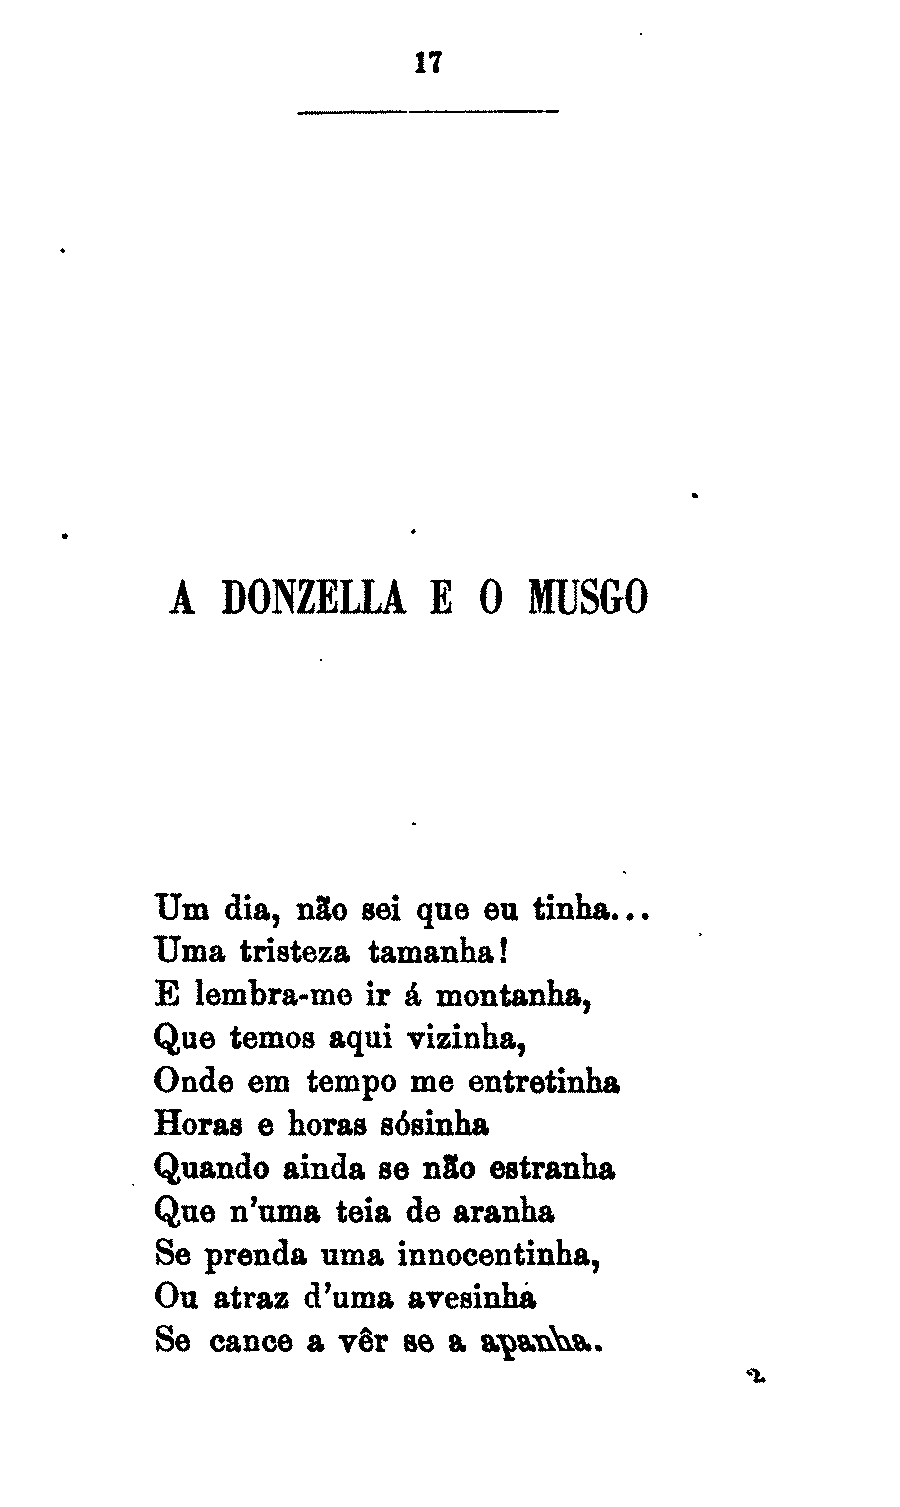 17
A DONZELLA E O MUSGO
Um dia, não sei que eu tinha...
Uma tristeza tamanha!
E lembra-me ir á montanha,
Que temos aqui vizinha,
Onde em tempo me entretinha
Horas e horas sósinha
Quando ainda se não estranha
Que n'uma teia de aranha
Se prenda uma innocentinha,
Ou atraz d'uma avesinha
Se cance a vêr se a apanha.
2